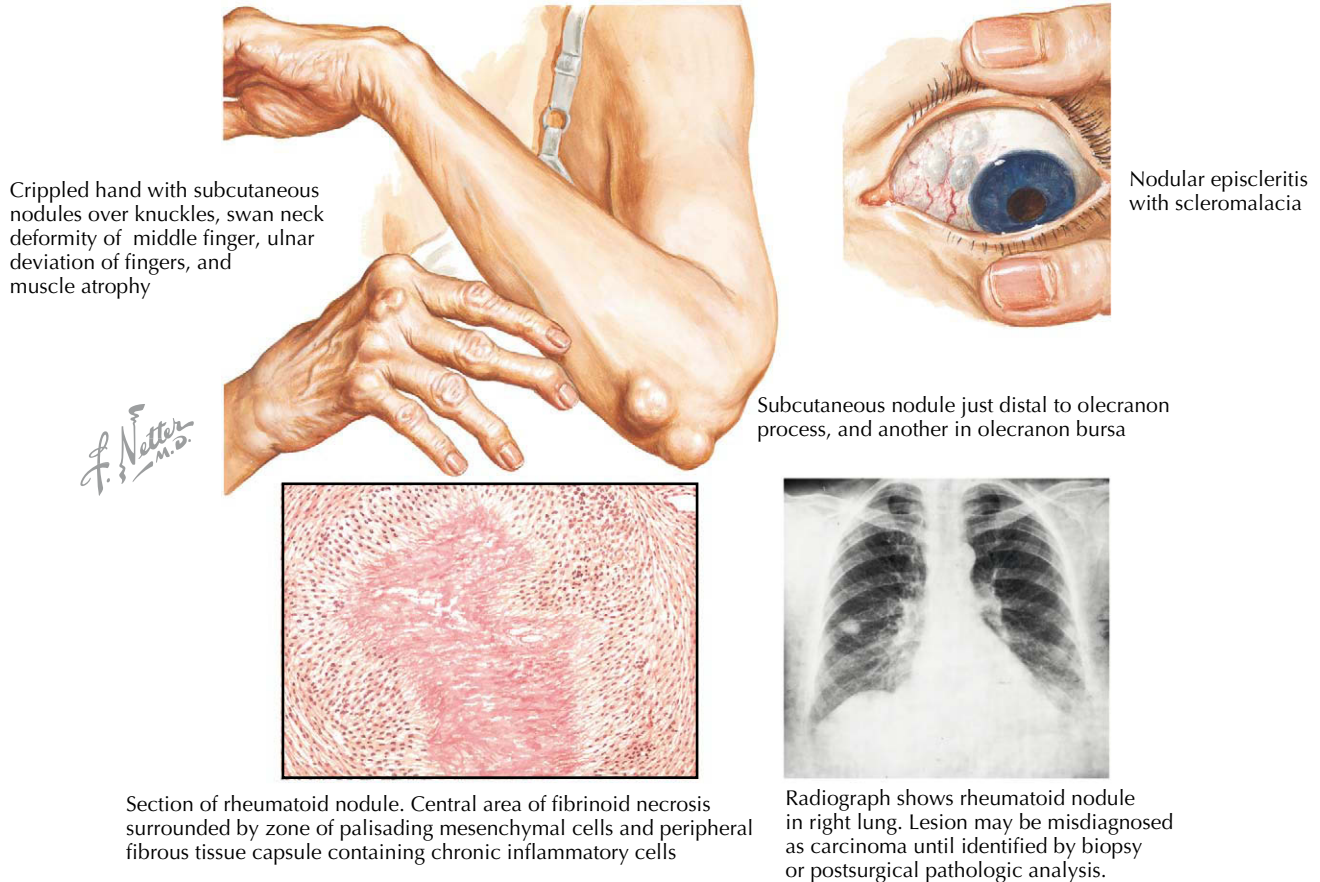 Crippled hand with subcutaneous
nodules over knuckles, swan neck
deformity of middle finger, ulnar
deviation of fingers, and
muscle atrophy
Nodular episcleritis
with scleromalacia
Subcutaneous nodule just distal to olecranon
process, and another in olecranon bursa
F. Netter
M.D.
Section of rheumatoid nodule. Central area of fibrinoid necrosis
surrounded by zone of palisading mesenchymal cells and peripheral
fibrous tissue capsule containing chronic inflammatory cells
Radiograph shows rheumatoid nodule
in right lung. Lesion may be misdiagnosed
as carcinoma until identified by biopsy
or postsurgical pathologic analysis.